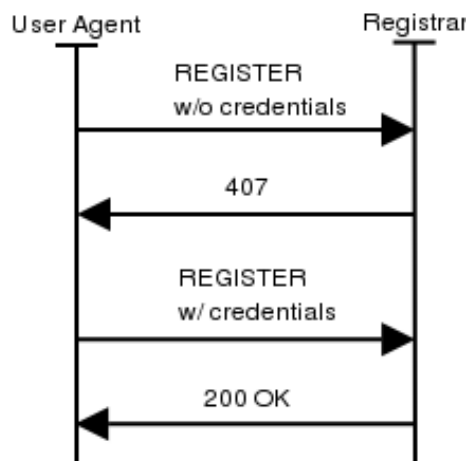 User Agent
Registrar
REGISTER
w/o credentials
407
REGISTER
w/ credentials
200 OK